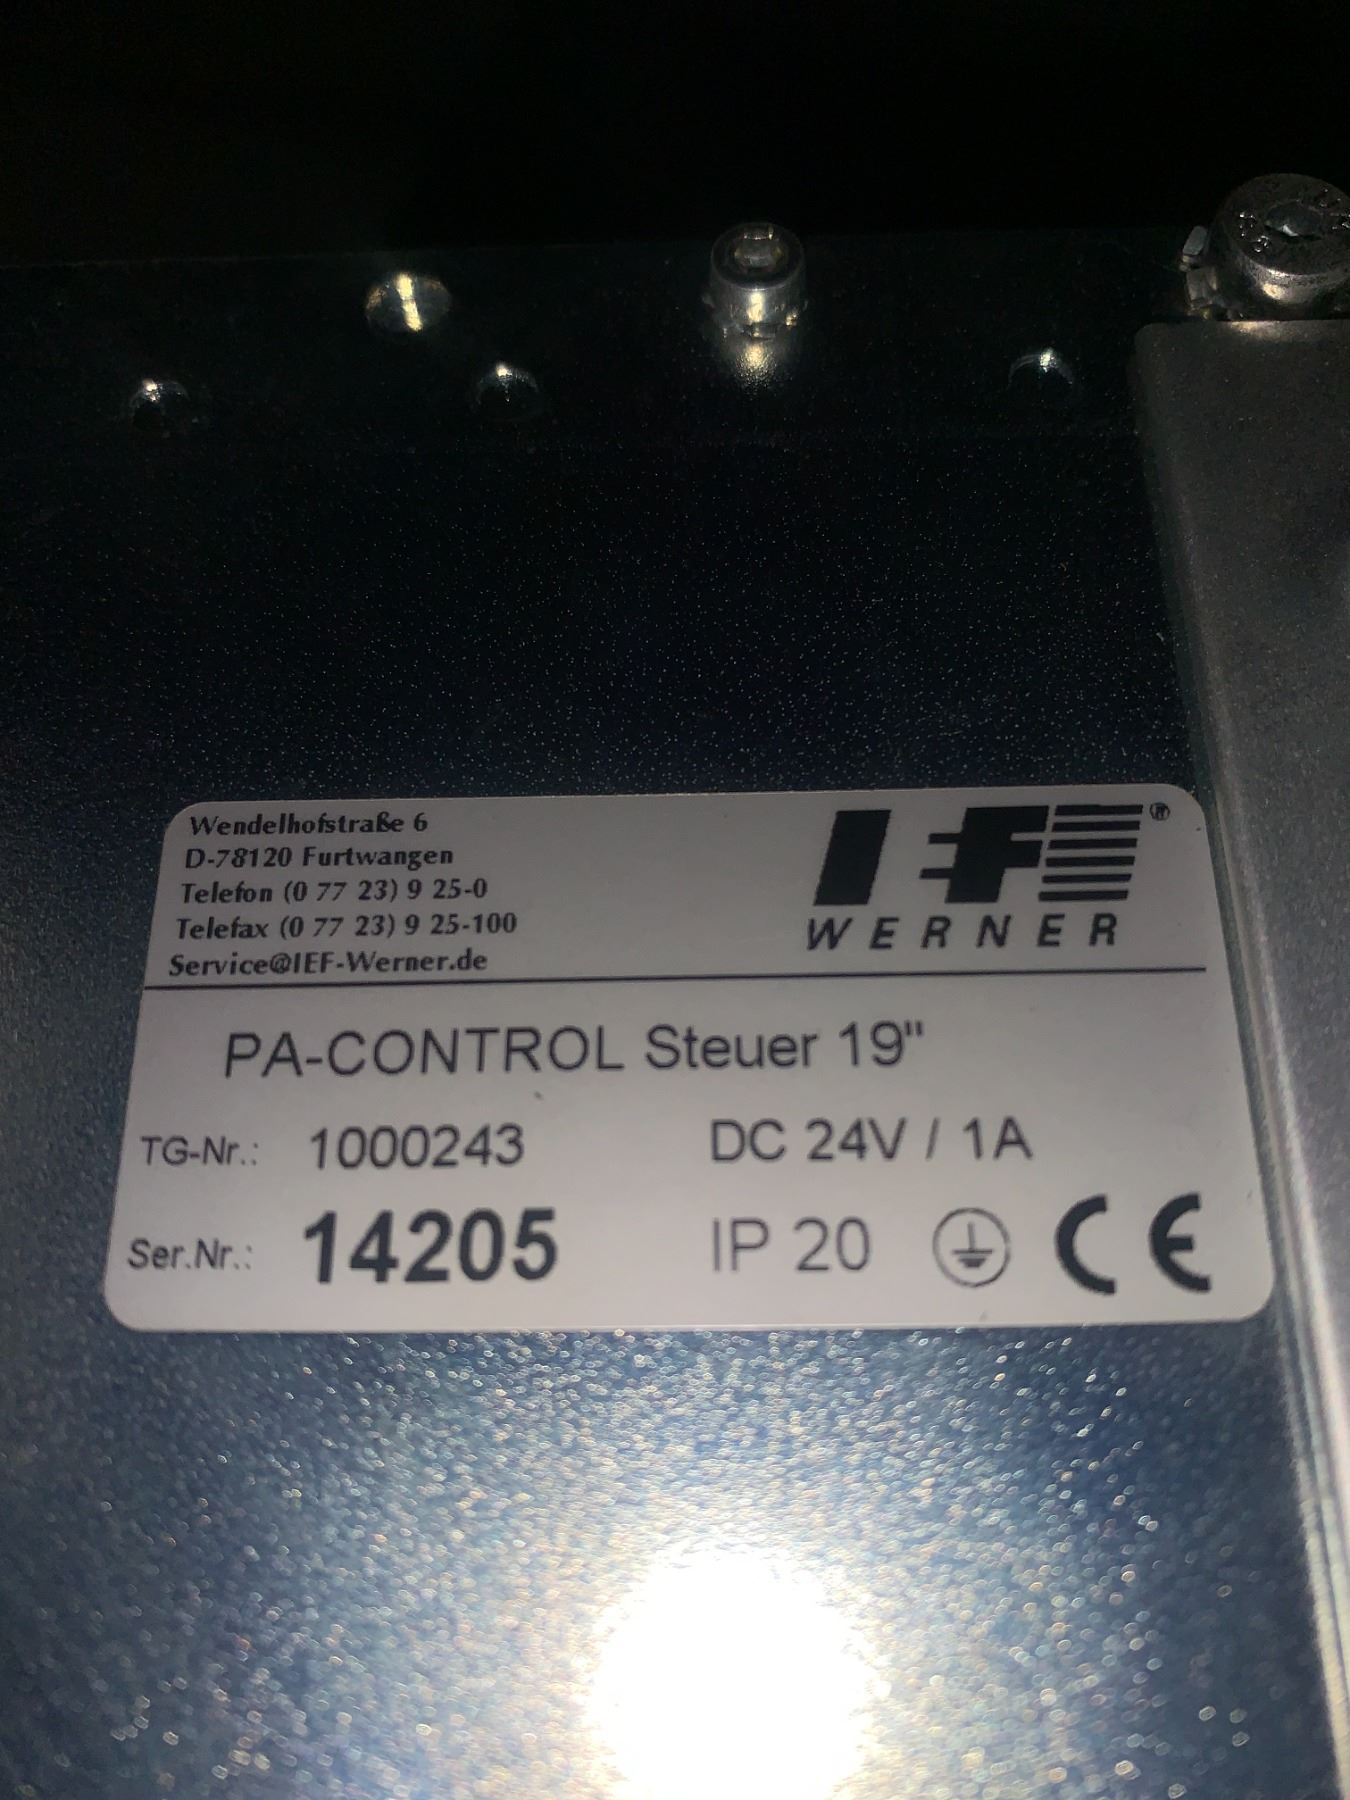 Wendelhofstraße 6
D-78120 Furtwangen
Telefon (0 77 23) 9 25-0
Telefax (0 77 23) 9 25-100
Service@IEF-Werner.de
IEF®
WERNER
PA-CONTROL Steuer 19"
TG-Nr.: 1000243 DC 24V / 1A
Ser.Nr.: 14205 IP 20 CE